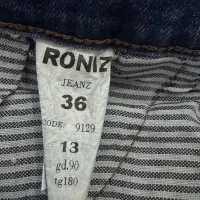 RONIZ
JEANZ
36
CODE: 9129
13
gd.90
tg180